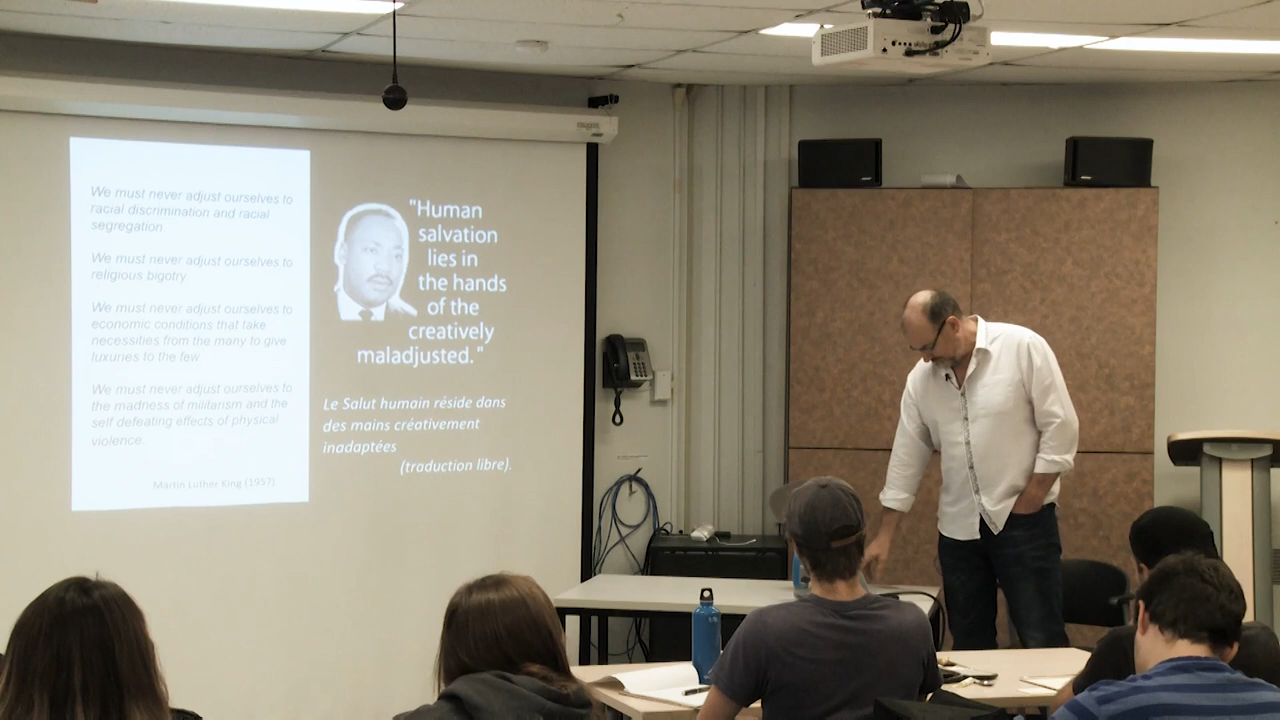 We must never adjust ourselves to
racial discrimination and racial
segregation.
We must never adjust ourselves to
religious bigotry.
We must never adjust ourselves to
economic conditions that take
necessities from the many to give
luxuries to the few
We must never adjust ourselves to
the madness of militarism and the
self defeating effects of physical
violence.
Martin Luther King (1957)
"Human
salvation
lies in
the hands
of the
creatively
maladjusted."
Le Salut humain réside dans
des mains créativement
inadaptées
(traduction libre).